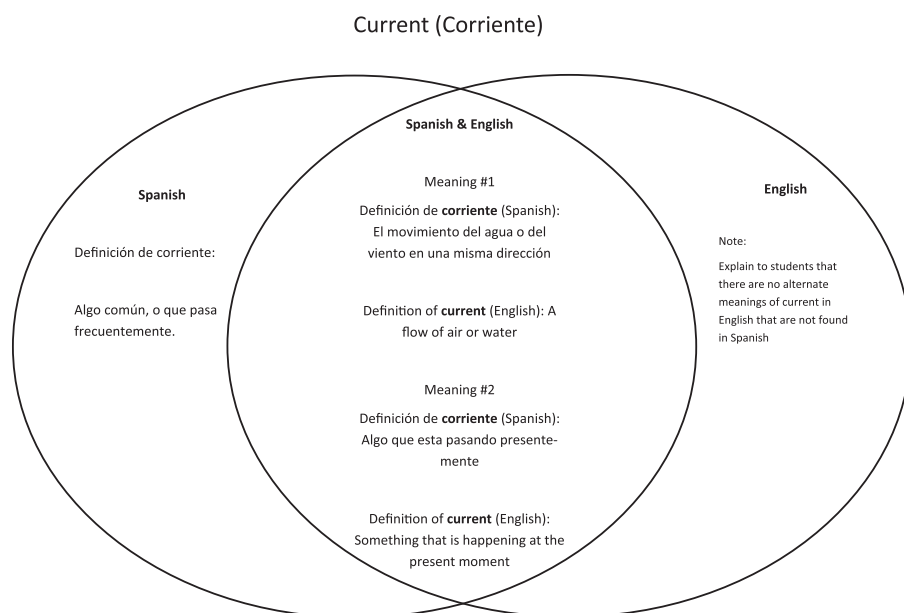 Current (Corriente)
Spanish
Definición de corriente:
Algo común, o que pasa
frecuentemente.
Spanish & English
Meaning #1
Definición de corriente (Spanish):
El movimiento del agua o del
viento en una misma dirección
Definition of current (English): A
flow of air or water
Meaning #2
Definición de corriente (Spanish):
Algo que esta pasando presente-
mente
Definition of current (English):
Something that is happening at the
present moment
English
Note:
Explain to students that
there are no alternate
meanings of current in
English that are not found
in Spanish